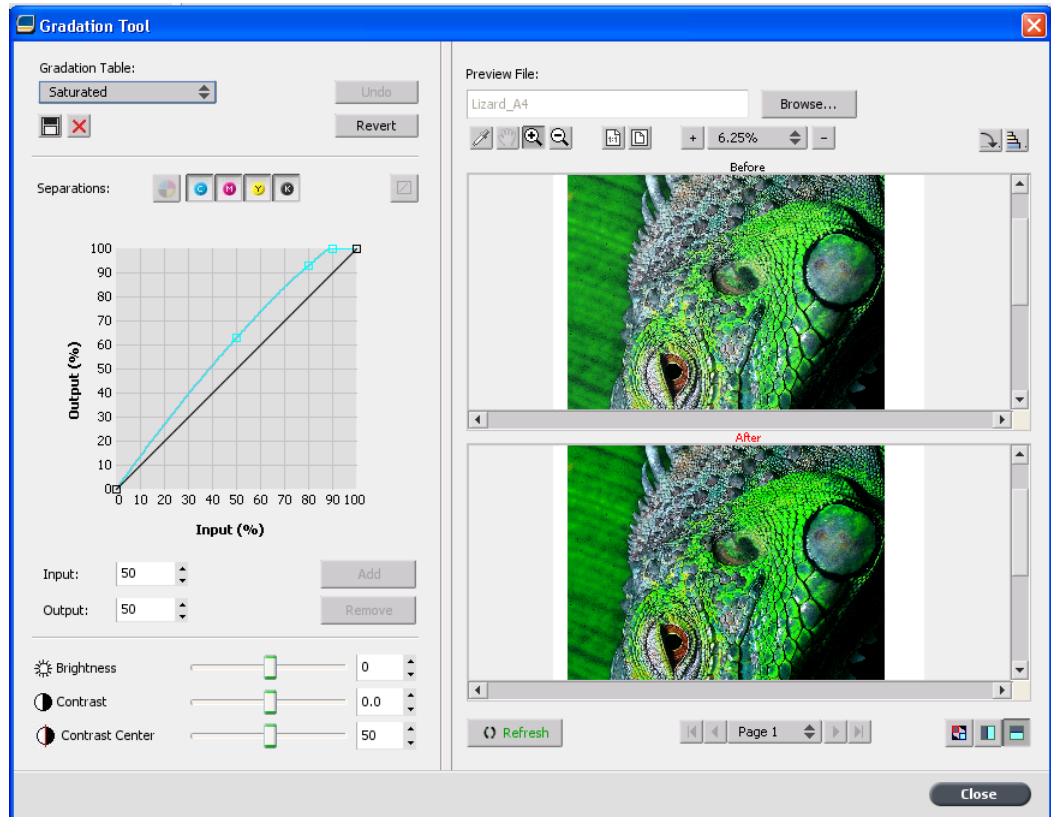 Gradation Tool
Gradation Table:
Saturated
Undo
Revert
Separations:
C M Y K
100
90
80
70
60
50
40
30
20
10
0
0 10 20 30 40 50 60 70 80 90 100
Output (%)
Input (%)
Input: 50
Add
Output: 50
Remove
Brightness 0
Contrast 0.0
Contrast Center 50
Preview File:
Lizard_A4
Browse...
1:1
+ 6.25% -
Before
After
Refresh
Page 1
Close